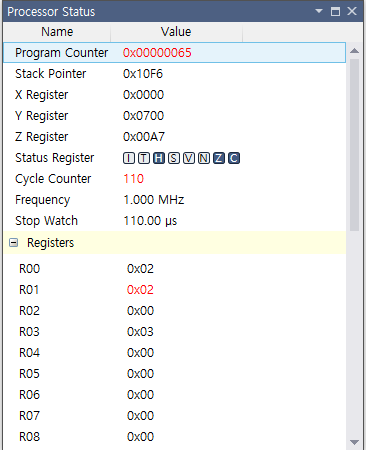 Processor Status
Name Value
Program Counter 0x00000065
Stack Pointer 0x10F6
X Register 0x0000
Y Register 0x0700
Z Register 0x00A7
Status Register I T H S V N Z C
Cycle Counter 110
Frequency 1.000 MHz
Stop Watch 110.00 µs
Registers
R00 0x02
R01 0x02
R02 0x00
R03 0x03
R04 0x00
R05 0x00
R06 0x00
R07 0x00
R08 0x00